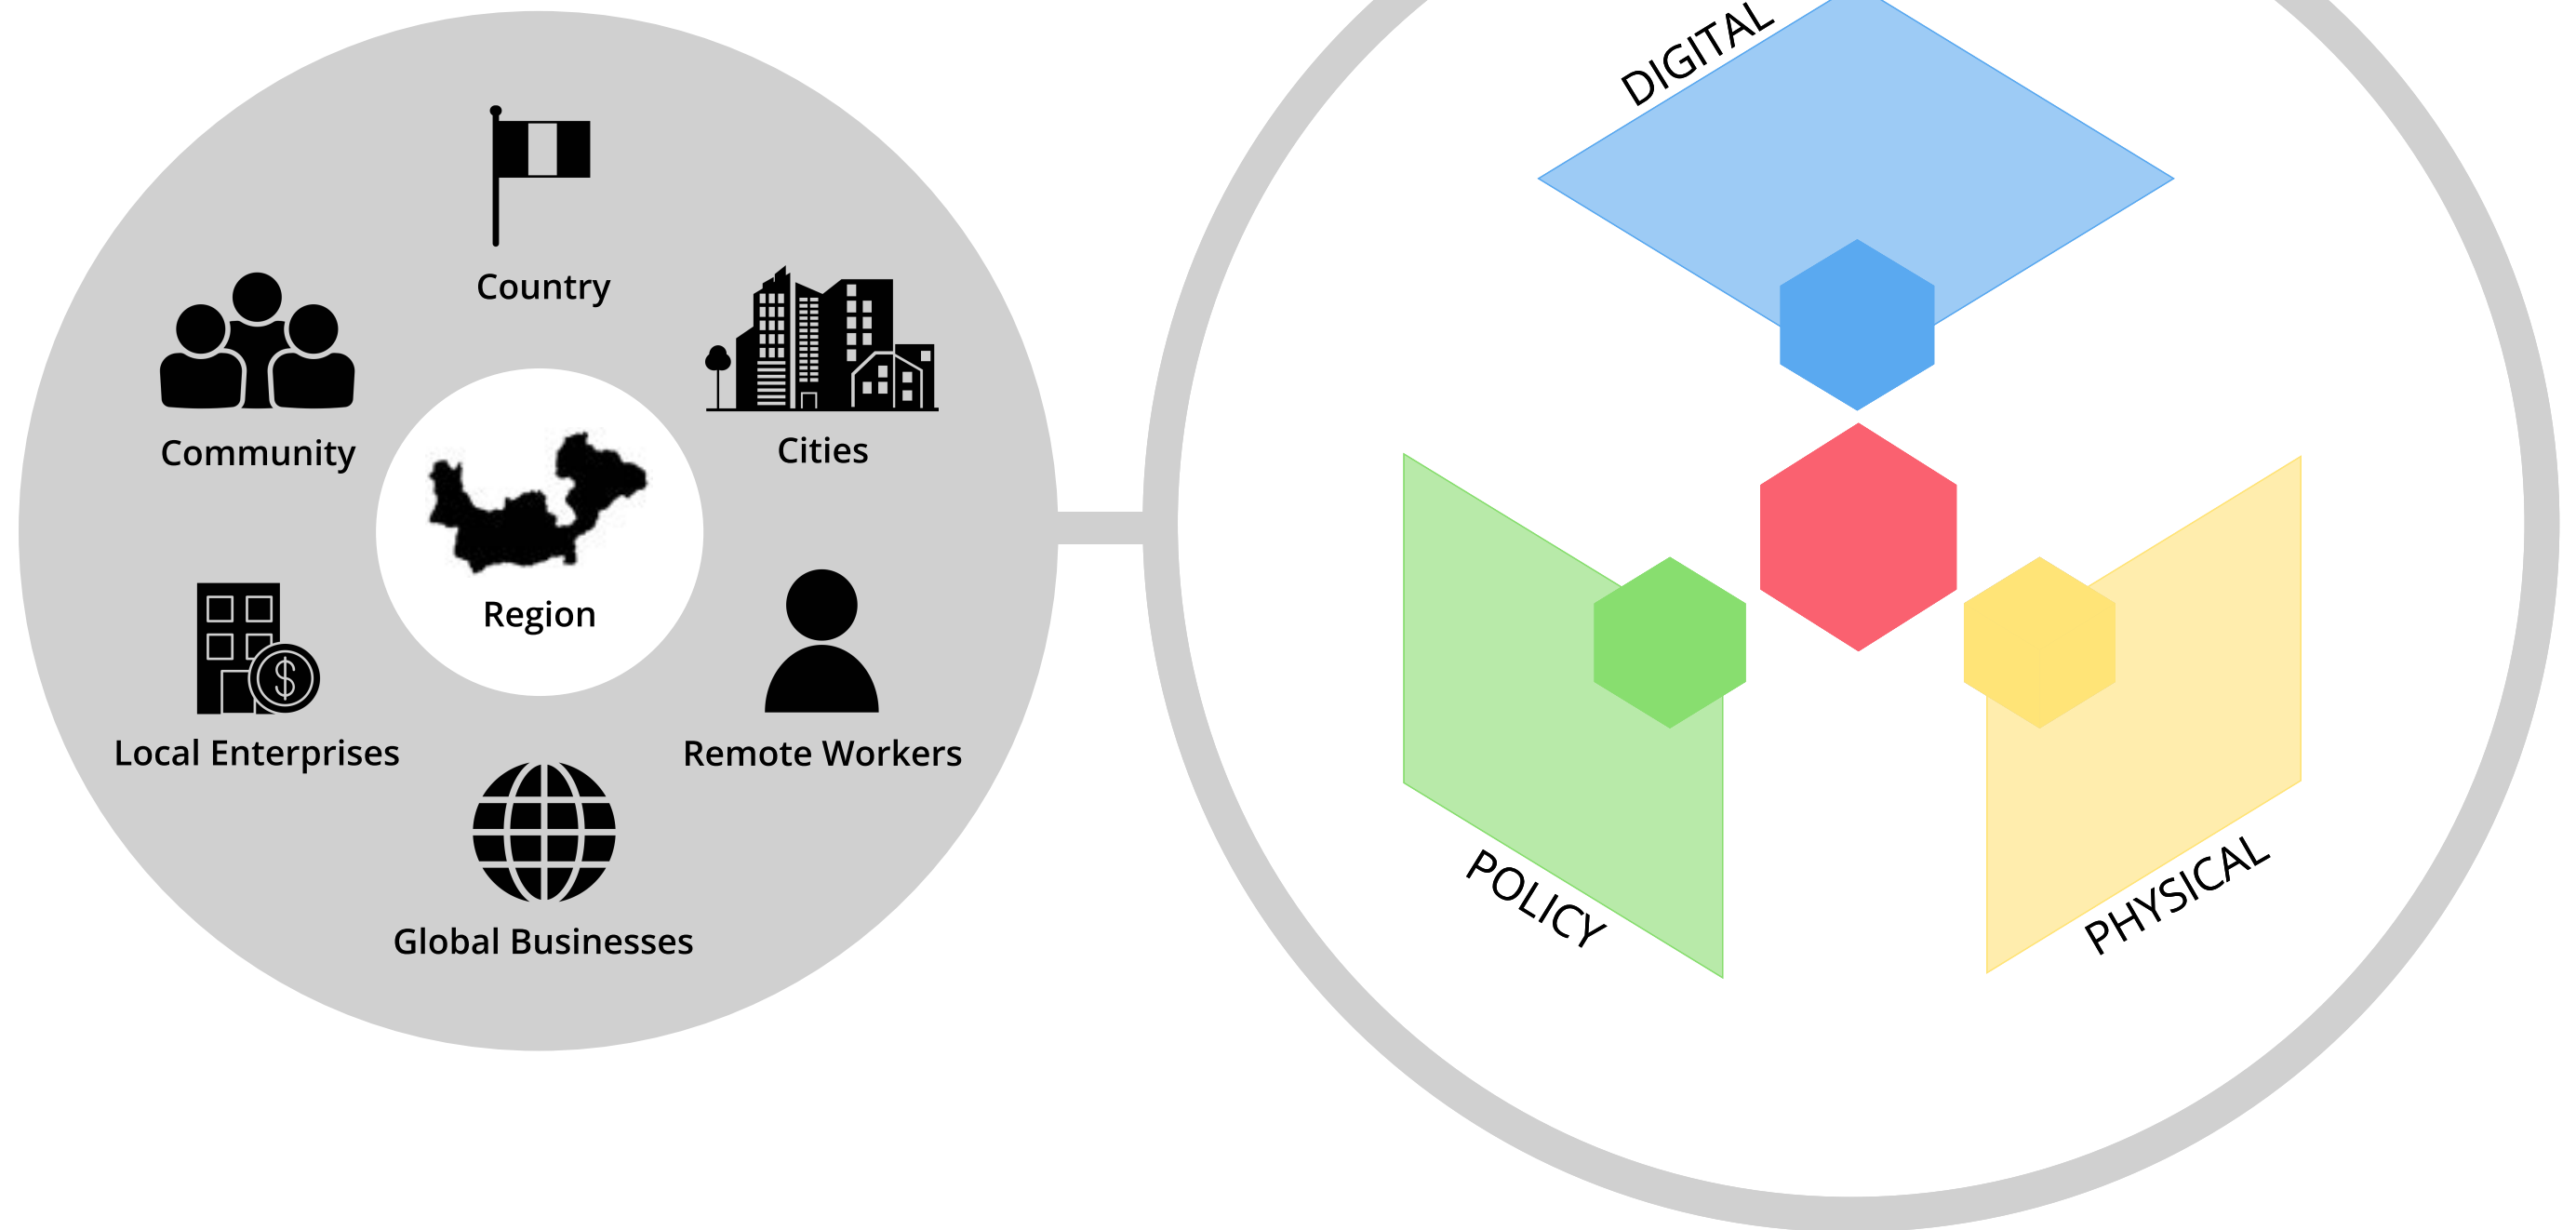 Country
Community
Cities
Region
Local Enterprises
Remote Workers
$
Global Businesses
DIGITAL
POLICY
PHYSICAL